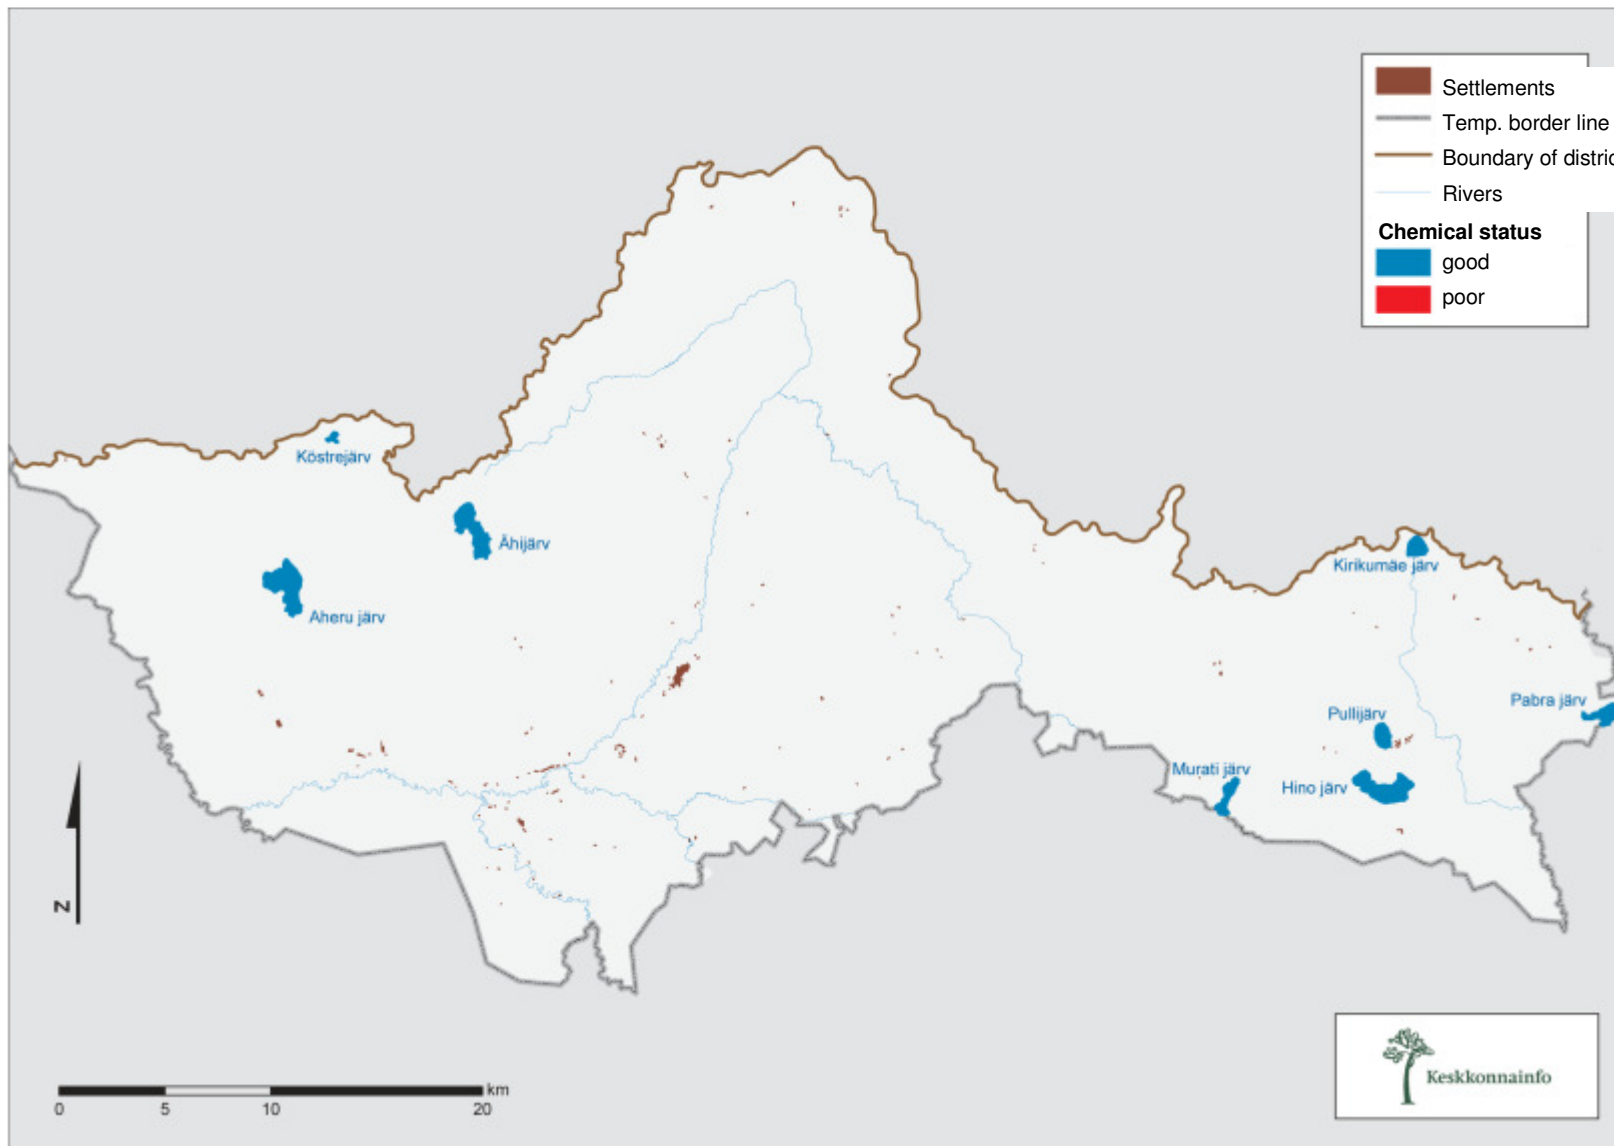 Settlements
Temp. border line
Boundary of distric
Rivers
Chemical status
good
poor
Köstrejärv
Ähijärv
Aheru järv
Kirikumäe järv
Pabra järv
Pullijärv
Murati järv
Hino järv
N
km
0 5 10 20
Keskkonnainfo